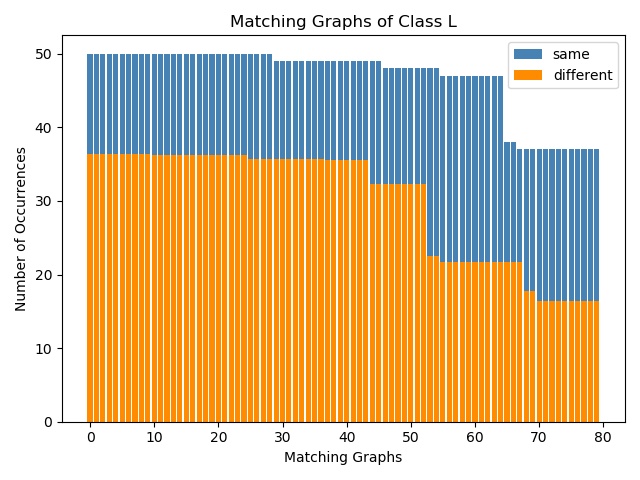 Matching Graphs of Class L
same
different
Number of Occurrences
50
40
30
20
10
0
0 10 20 30 40 50 60 70 80
Matching Graphs